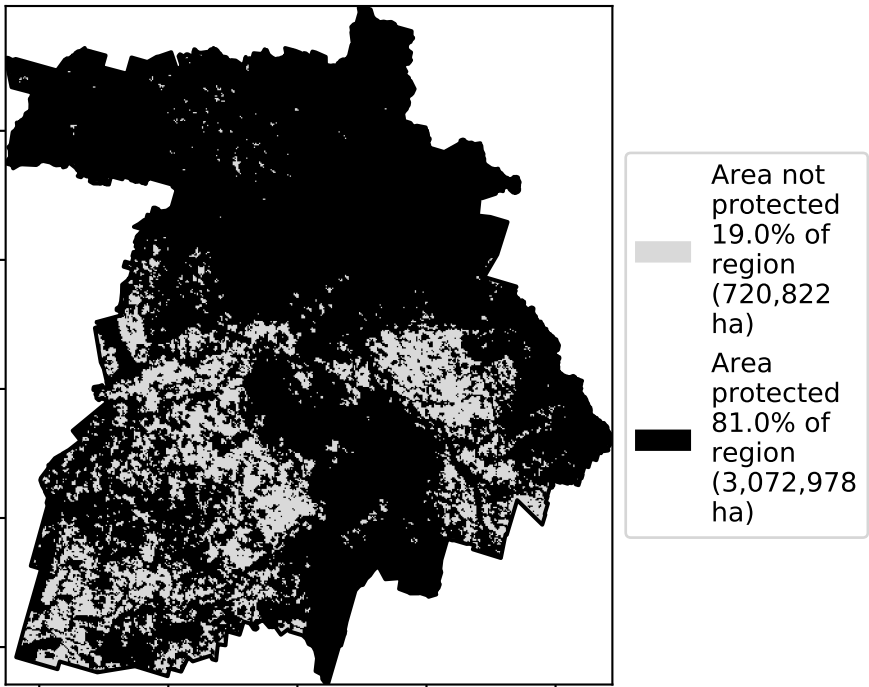 Area not
protected
19.0% of
region
(720,822
ha)
Area
protected
81.0% of
region
(3,072,978
ha)